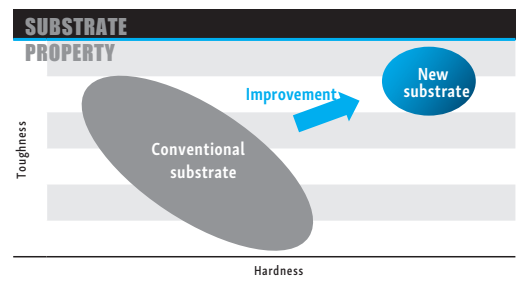 SUBSTRATE
PROPERTY
New
substrate
Improvement
Conventional
substrate
Toughness
Hardness